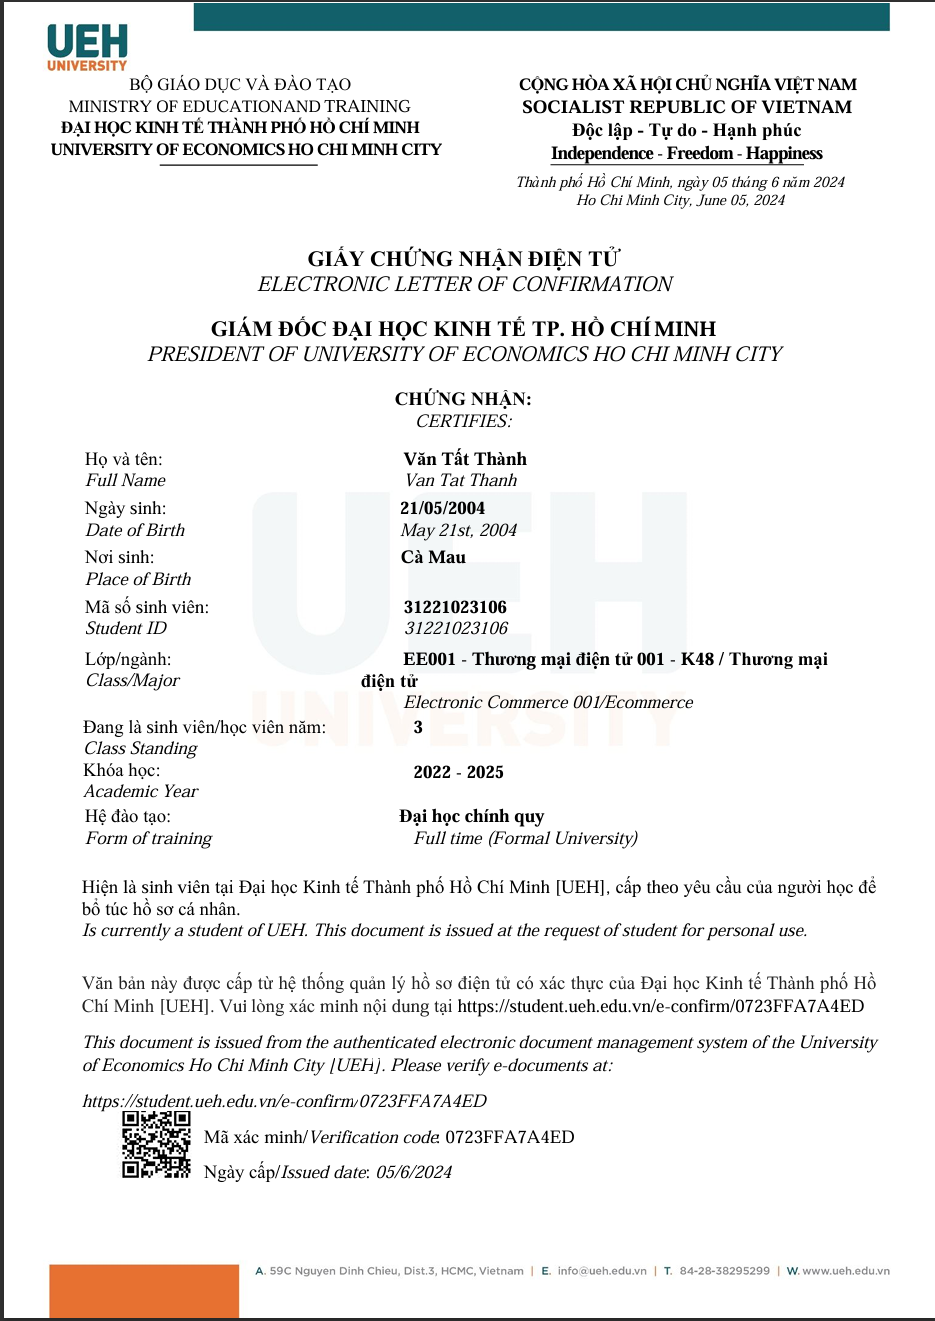 UEH
UNIVERSITY
BỘ GIÁO DỤC VÀ ĐÀO TẠO
MINISTRY OF EDUCATION AND TRAINING
ĐẠI HỌC KINH TẾ THÀNH PHỐ HỒ CHÍ MINH
UNIVERSITY OF ECONOMICS HO CHI MINH CITY
CỘNG HÒA XÃ HỘI CHỦ NGHĨA VIỆT NAM
SOCIALIST REPUBLIC OF VIETNAM
Độc lập - Tự do - Hạnh phúc
Independence - Freedom - Happiness
Thành phố Hồ Chí Minh, ngày 05 tháng 6 năm 2024
Ho Chi Minh City, June 05, 2024
GIẤY CHỨNG NHẬN ĐIỆN TỬ
ELECTRONIC LETTER OF CONFIRMATION
GIÁM ĐỐC ĐẠI HỌC KINH TẾ TP. HỒ CHÍ MINH
PRESIDENT OF UNIVERSITY OF ECONOMICS HO CHI MINH CITY
CHỨNG NHẬN:
CERTIFIES:
Họ và tên: Văn Tất Thành
Full Name Van Tat Thanh
Ngày sinh: 21/05/2004
Date of Birth May 21st, 2004
Nơi sinh: Cà Mau
Place of Birth
Mã số sinh viên: 31221023106
Student ID 31221023106
Lớp/ngành: EE001 - Thương mại điện tử 001 - K48 / Thương mại
Class/Major điện tử
Electronic Commerce 001/Ecommerce
Đang là sinh viên/học viên năm: 3
Class Standing
Khóa học: 2022 - 2025
Academic Year
Hệ đào tạo: Đại học chính quy
Form of training Full time (Formal University)
UEH
UNIVERSITY
Hiện là sinh viên tại Đại học Kinh tế Thành phố Hồ Chí Minh [UEH], cấp theo yêu cầu của người học để
bổ túc hồ sơ cá nhân.
Is currently a student of UEH. This document is issued at the request of student for personal use.
Văn bản này được cấp từ hệ thống quản lý hồ sơ điện tử có xác thực của Đại học Kinh tế Thành phố Hồ
Chí Minh [UEH]. Vui lòng xác minh nội dung tại https://student.ueh.edu.vn/e-confirm/0723FFA7A4ED
This document is issued from the authenticated electronic document management system of the University
of Economics Ho Chi Minh City [UEH]. Please verify e-documents at:
https://student.ueh.edu.vn/e-confirm/0723FFA7A4ED
Mã xác minh/Verification code: 0723FFA7A4ED
Ngày cấp/Issued date: 05/6/2024
A. 59C Nguyen Dinh Chieu, Dist.3, HCMC, Vietnam | E. info@ueh.edu.vn | T. 84-28-38295299 | W. www.ueh.edu.vn